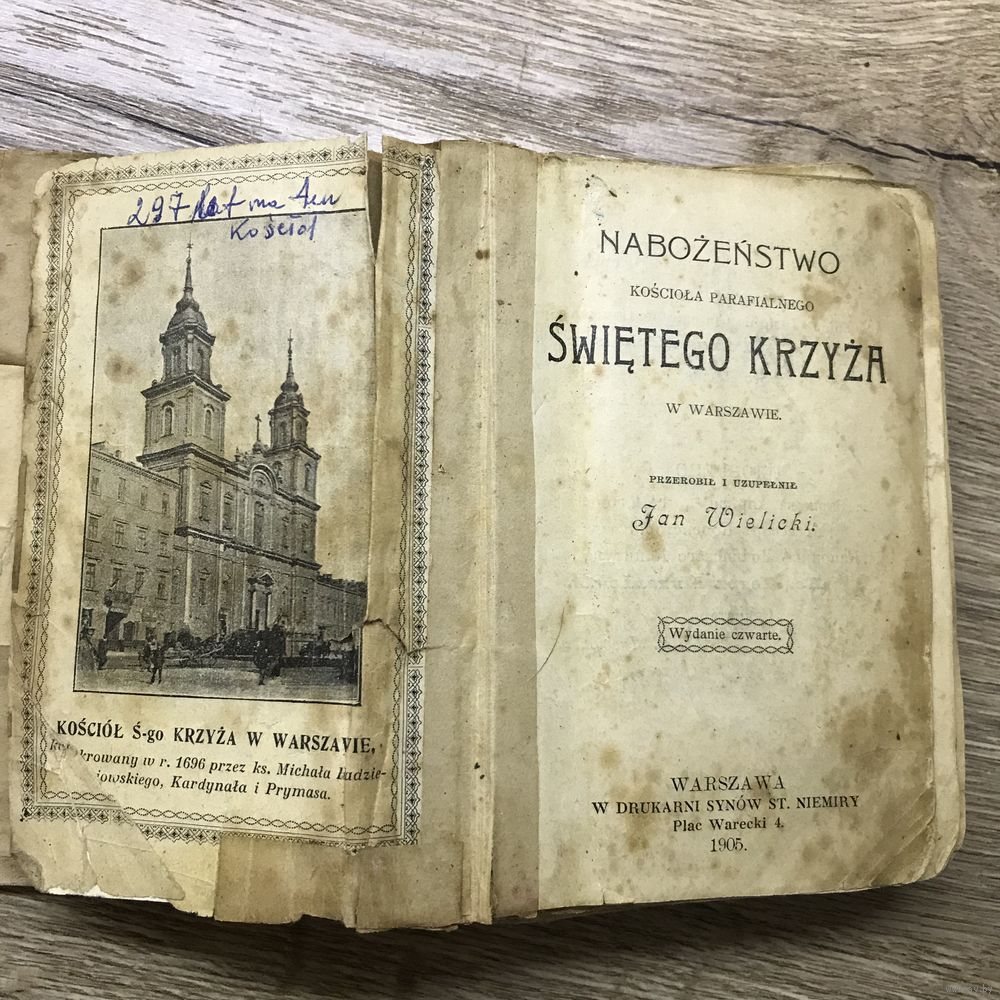 297 lat ma ten
Kościół
KOŚCIÓŁ Ś-go KRZYŻA W WARSZAWIE,
w r. 1696 przez ks. Michała Radzie-
Kardynała i Prymasa.
NABOŻEŃSTWO
KOŚCIOŁA PARAFIALNEGO
ŚWIĘTEGO KRZYŻA
W WARSZAWIE.
PRZEROBIŁ I UZUPEŁNIŁ
Jan Wielicki.
Wydanie czwarte.
WARSZAWA
W DRUKARNI SYNÓW ST. NIEMIRY
Plac Warecki 4.
1905.